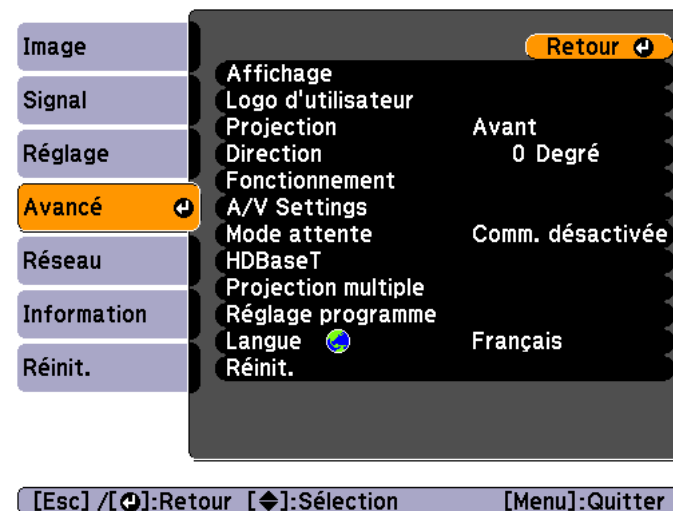 Image
Signal
Réglage
Avancé
Réseau
Information
Réinit.
Retour
Affichage
Logo d'utilisateur
Projection Avant
Direction 0 Degré
Fonctionnement
A/V Settings
Mode attente Comm. désactivée
HDBaseT
Projection multiple
Réglage programme
Langue Français
Réinit.
[Esc] /[⏎]:Retour [◆]:Sélection [Menu]:Quitter